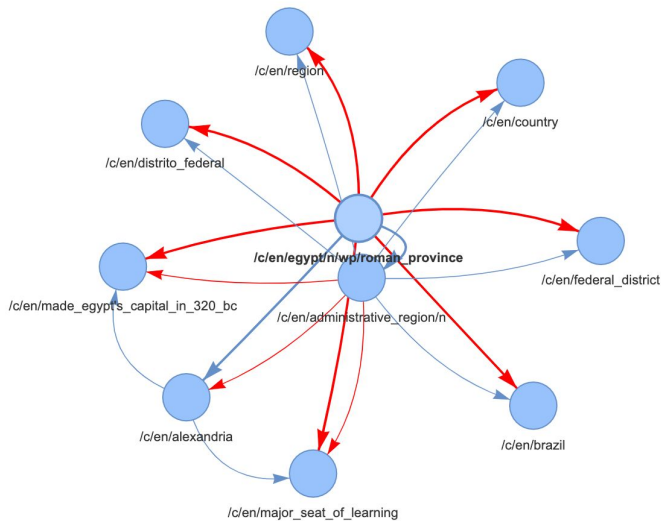 /c/en/region
/c/en/country
/c/en/distrito_federal
/c/en/egypt/n/wp/roman_province
/c/en/federal_district
/c/en/made_egypt's_capital_in_320_bc
/c/en/administrative_region/n
/c/en/alexandria
/c/en/brazil
/c/en/major_seat_of_learning